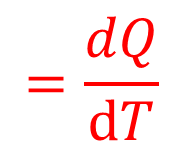 = dQ/dT